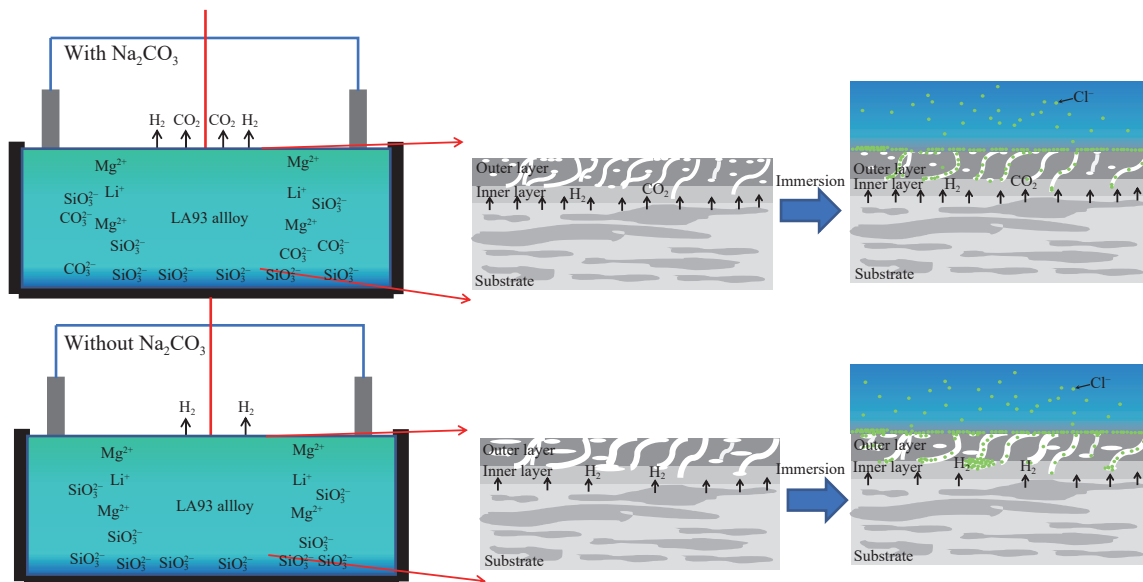 With Na₂CO₃
H₂ CO₂ CO₂ H₂
Mg²⁺ Mg²⁺
Li⁺ Li⁺
SiO₃²⁻ SiO₃²⁻
CO₃²⁻ LA93 allloy
Mg²⁺ Mg²⁺
SiO₃²⁻ CO₃²⁻ CO₃²⁻
CO₃²⁻ SiO₃²⁻ SiO₃²⁻ SiO₃²⁻ SiO₃²⁻ SiO₃²⁻
Outer layer
Inner layer
H₂ CO₂
Substrate
Immersion
Cl⁻
Outer layer
Inner layer
H₂ CO₂
Substrate
Without Na₂CO₃
H₂ H₂
Mg²⁺ Mg²⁺
Li⁺ Li⁺
SiO₃²⁻ SiO₃²⁻
Mg²⁺ LA93 allloy Mg²⁺
SiO₃²⁻ SiO₃²⁻
SiO₃²⁻ SiO₃²⁻ SiO₃²⁻ SiO₃²⁻ SiO₃²⁻ SiO₃²⁻
Outer layer
Inner layer
H₂ H₂
Substrate
Immersion
Cl⁻
Outer layer
Inner layer
H₂ H₂
Substrate